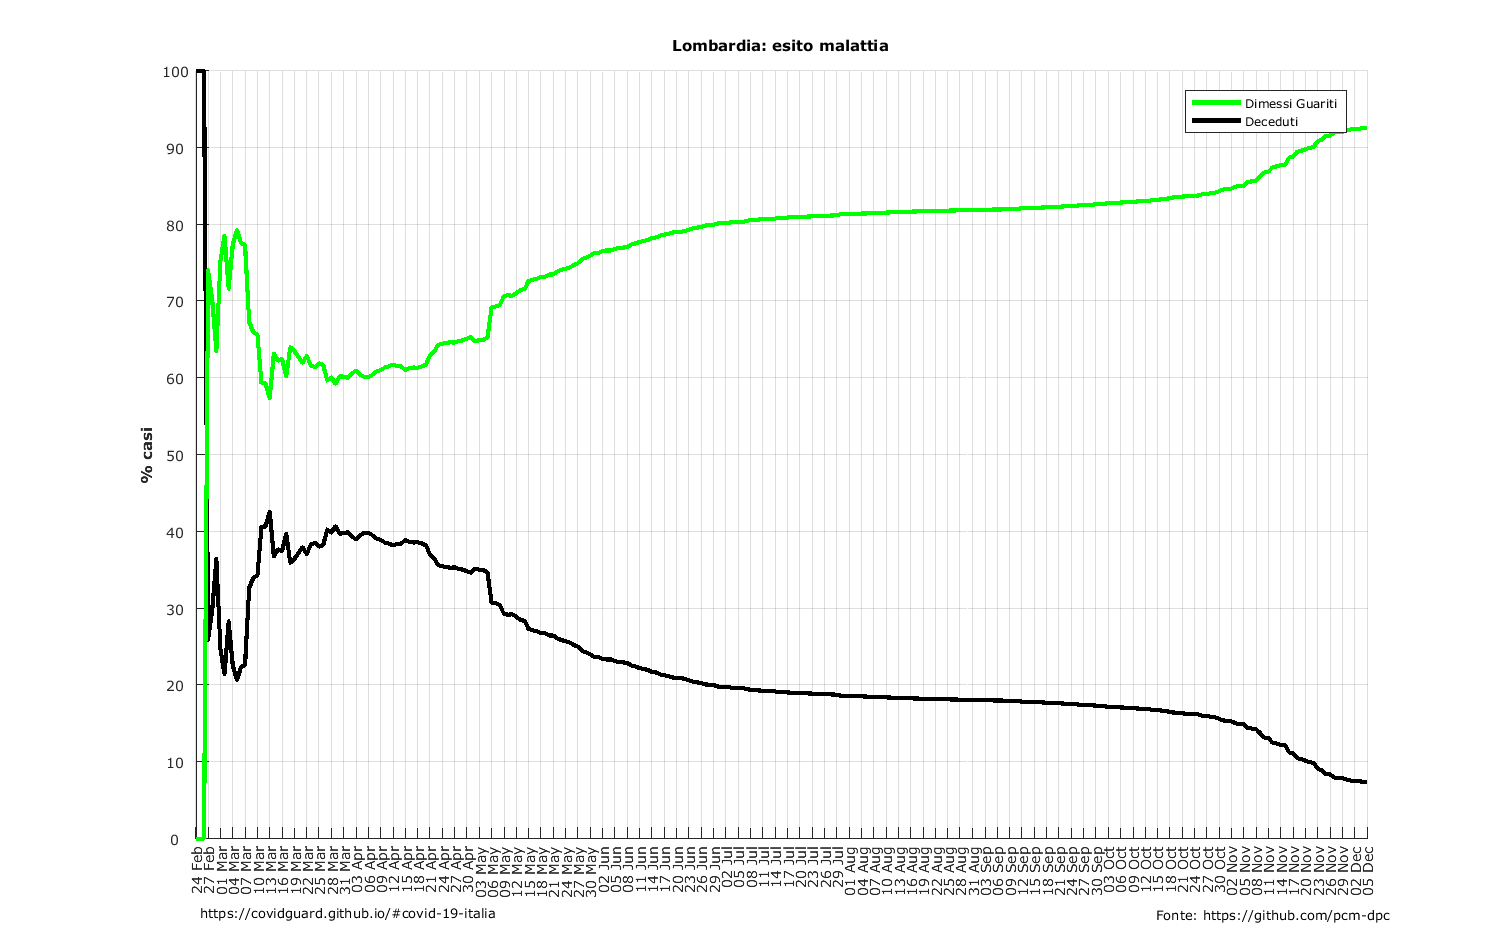 Lombardia: esito malattia
100
90
80
70
60
50
40
30
20
10
0
% casi
Dimessi Guariti
Deceduti
24 Feb
27 Feb
01 Mar
04 Mar
07 Mar
10 Mar
13 Mar
16 Mar
19 Mar
22 Mar
25 Mar
28 Mar
31 Mar
03 Apr
06 Apr
09 Apr
12 Apr
15 Apr
18 Apr
21 Apr
24 Apr
27 Apr
30 Apr
03 May
06 May
09 May
12 May
15 May
18 May
21 May
24 May
27 May
30 May
02 Jun
05 Jun
08 Jun
11 Jun
14 Jun
17 Jun
20 Jun
23 Jun
26 Jun
29 Jun
02 Jul
05 Jul
08 Jul
11 Jul
14 Jul
17 Jul
20 Jul
23 Jul
26 Jul
29 Jul
01 Aug
04 Aug
07 Aug
10 Aug
13 Aug
16 Aug
19 Aug
22 Aug
25 Aug
28 Aug
31 Aug
03 Sep
06 Sep
09 Sep
12 Sep
15 Sep
18 Sep
21 Sep
24 Sep
27 Sep
30 Sep
03 Oct
06 Oct
09 Oct
12 Oct
15 Oct
18 Oct
21 Oct
24 Oct
27 Oct
30 Oct
02 Nov
05 Nov
08 Nov
11 Nov
14 Nov
17 Nov
20 Nov
23 Nov
26 Nov
29 Nov
02 Dec
05 Dec
https://covidguard.github.io/#covid-19-italia
Fonte: https://github.com/pcm-dpc